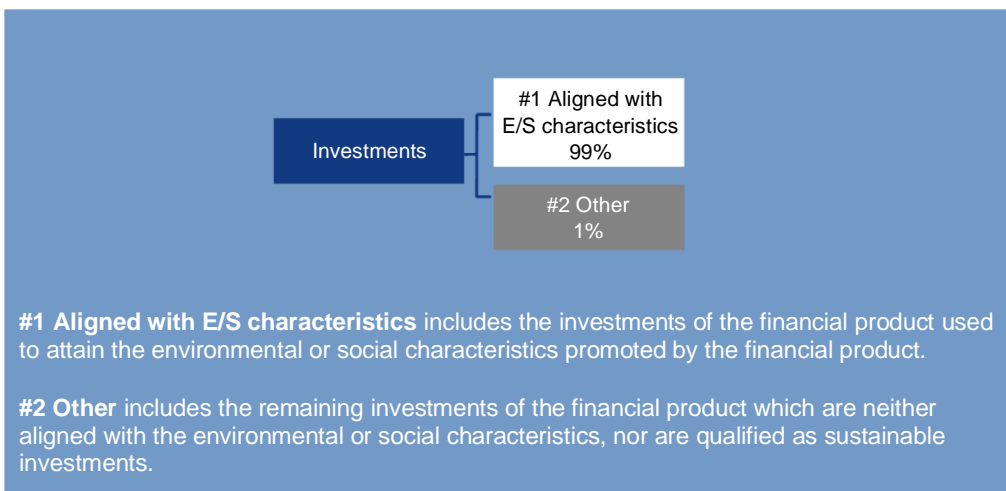 #1 Aligned with
E/S characteristics
99%
Investments
#2 Other
1%
#1 Aligned with E/S characteristics includes the investments of the financial product used
to attain the environmental or social characteristics promoted by the financial product.
#2 Other includes the remaining investments of the financial product which are neither
aligned with the environmental or social characteristics, nor are qualified as sustainable
investments.